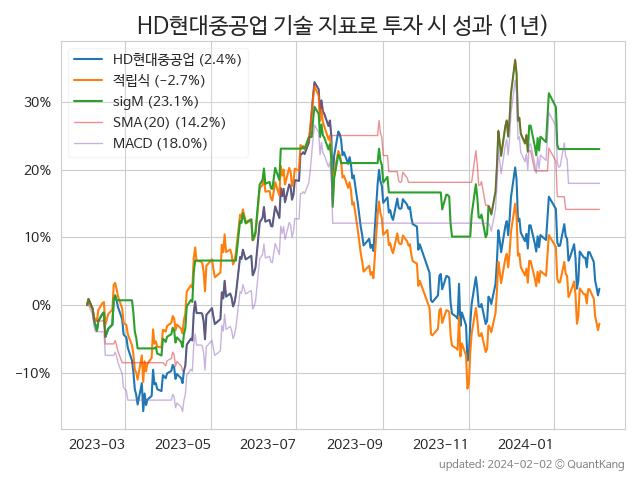 HD현대중공업 기술 지표로 투자 시 성과 (1년)
HD현대중공업 (2.4%)
적립식 (−2.7%)
sigM (23.1%)
SMA(20) (14.2%)
MACD (18.0%)
30%
20%
10%
0%
−10%
2023-03 2023-05 2023-07 2023-09 2023-11 2024-01
updated: 2024-02-02 © QuantKang